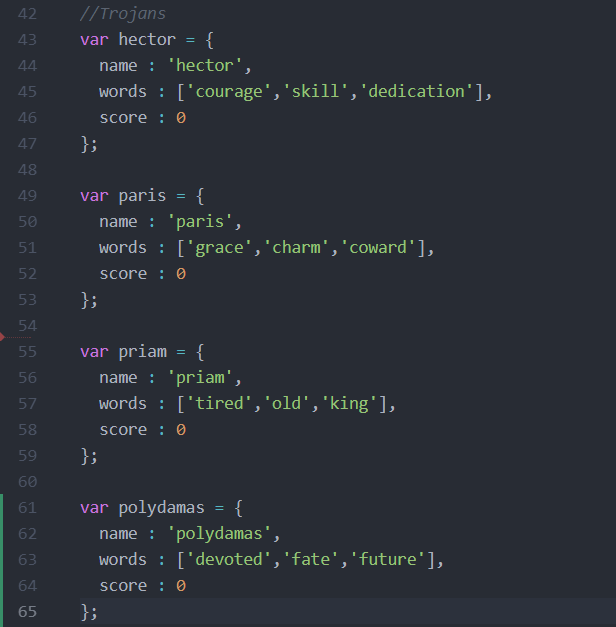 42 //Trojans
43 var hector = {
44 name : 'hector',
45 words : ['courage','skill','dedication'],
46 score : 0
47 };
48
49 var paris = {
50 name : 'paris',
51 words : ['grace','charm','coward'],
52 score : 0
53 };
54
55 var priam = {
56 name : 'priam',
57 words : ['tired','old','king'],
58 score : 0
59 };
60
61 var polydamas = {
62 name : 'polydamas',
63 words : ['devoted','fate','future'],
64 score : 0
65 };